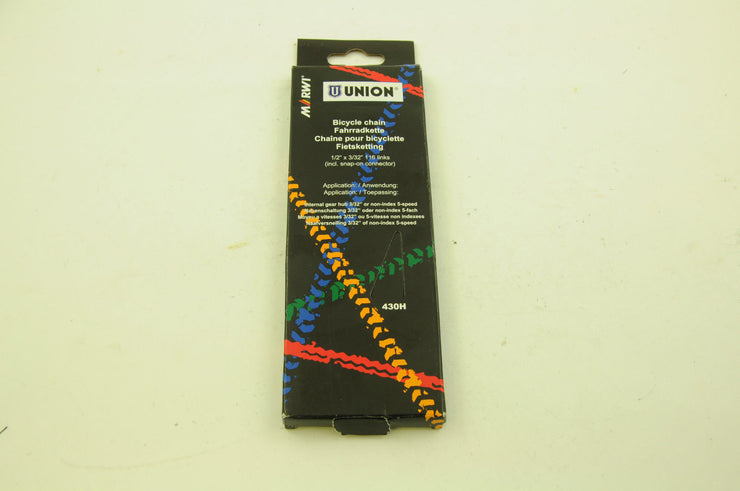 MARWI®
UNION®
Bicycle chain
Fahrradkette
Chaîne pour bicyclette
Fietsketting
1/2" x 3/32" 116 links
(incl. snap-on connector)
Application: / Anwendung:
Application: / Toepassing:
Internal gear hub 3/32" or non-index 5-speed
Nabenschaltung 3/32" oder non-index 5-fach
Moyeu a vitesses 3/32" ou 5-vitesse non indexees
Naafversnelling 3/32" of non-index 5-speed
430H